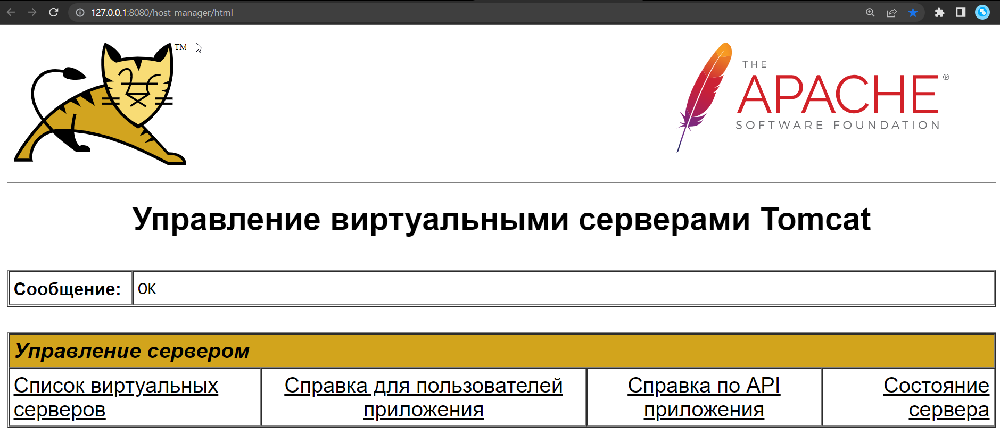 127.0.0.1:8080/host-manager/html
TM
THE
APACHE®
SOFTWARE FOUNDATION
Управление виртуальными серверами Tomcat
Сообщение: OK
Управление сервером
Список виртуальных серверов
Справка для пользователей приложения
Справка по API приложения
Состояние сервера